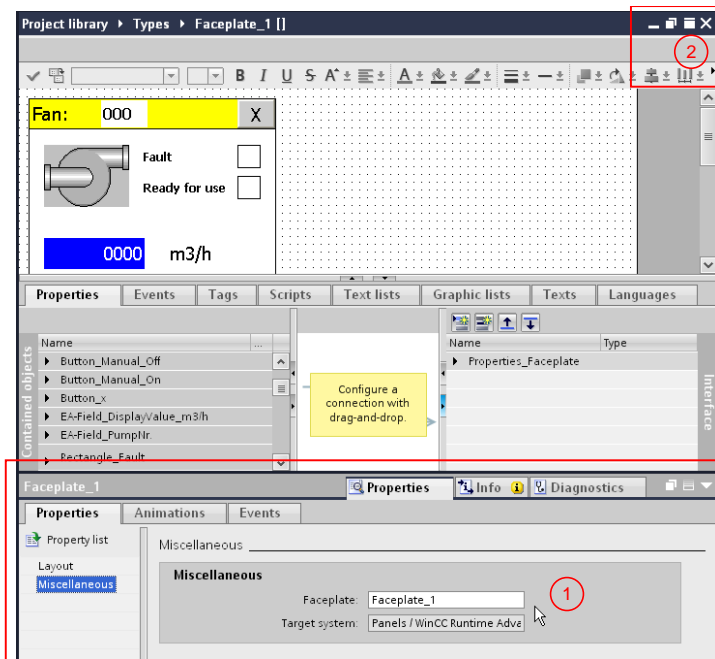 Project library ▸ Types ▸ Faceplate_1 []
2
B I U S A
Fan: 000 X
Fault
Ready for use
0000 m3/h
Properties Events Tags Scripts Text lists Graphic lists Texts Languages
Name ... Name Type
Button_Manual_Off Properties_Faceplate
Button_Manual_On
Button_x
EA-Field_DisplayValue_m3/h
EA-Field_PumpNr.
Rectangle_Fault
Contained objects
Configure a
connection with
drag-and-drop.
Interface
Faceplate_1 Properties Info Diagnostics
Properties Animations Events
Property list
Layout
Miscellaneous
Miscellaneous
Miscellaneous
Faceplate: Faceplate_1
Target system: Panels / WinCC Runtime Adva
1